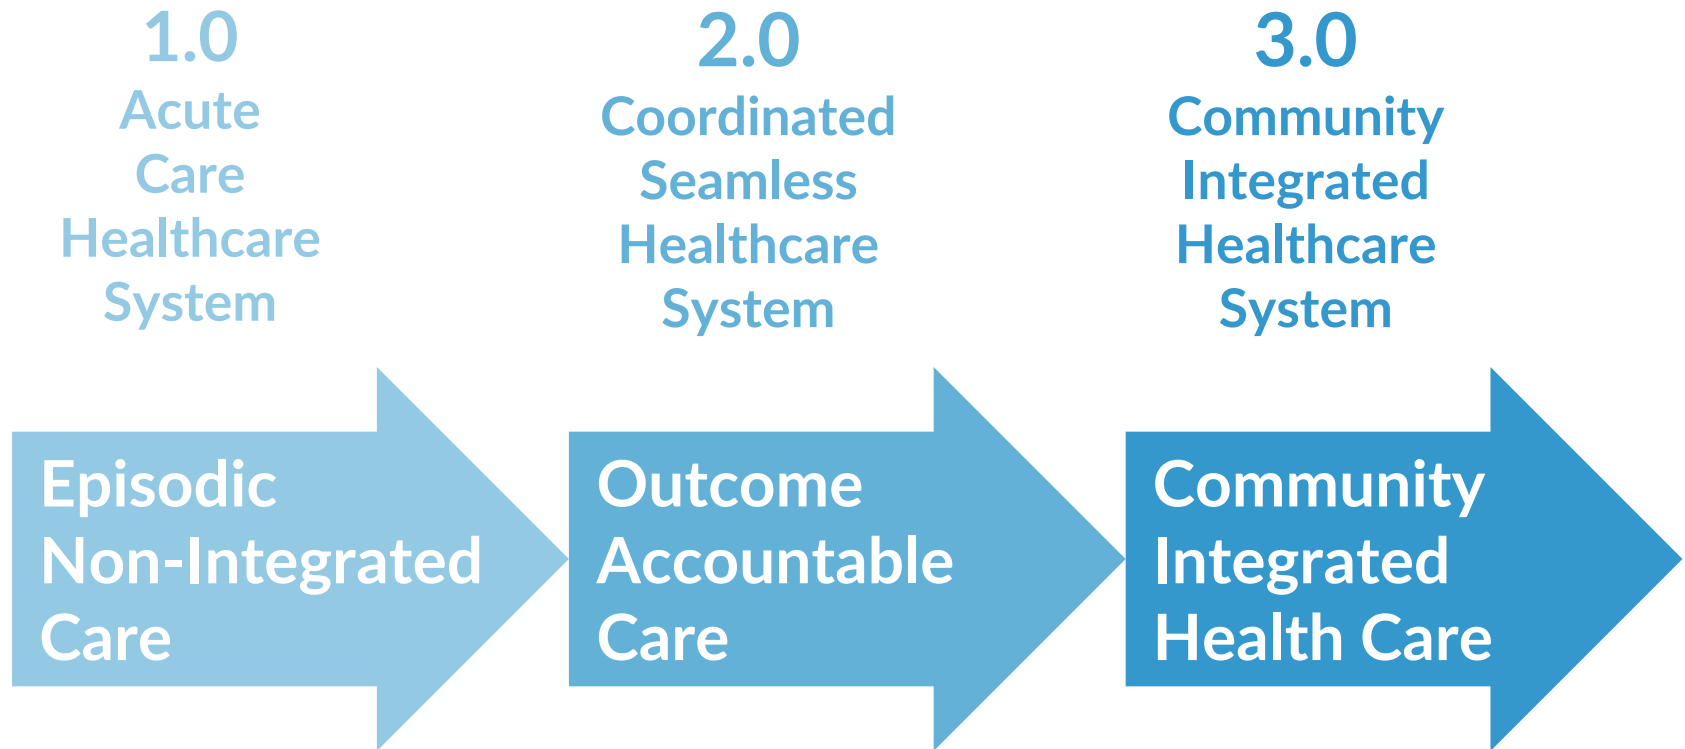 1.0
Acute
Care
Healthcare
System
2.0
Coordinated
Seamless
Healthcare
System
3.0
Community
Integrated
Healthcare
System
Episodic
Non-Integrated
Care
Outcome
Accountable
Care
Community
Integrated
Health Care